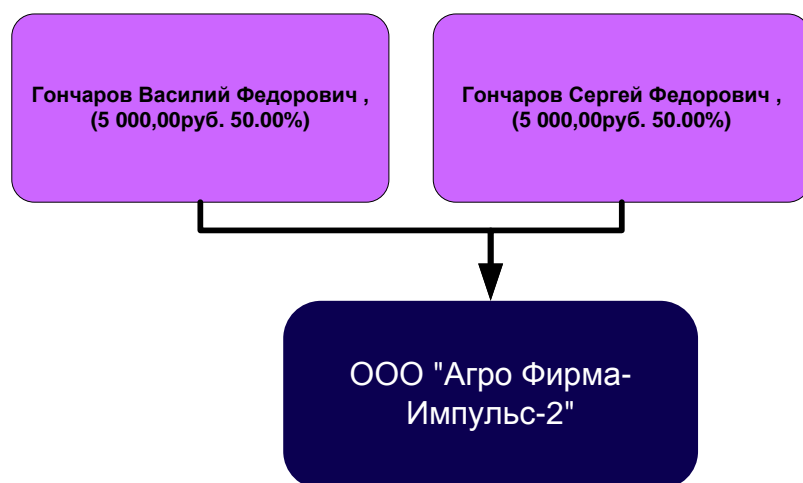 Гончаров Василий Федорович ,
(5 000,00руб. 50.00%)
Гончаров Сергей Федорович ,
(5 000,00руб. 50.00%)
ООО "Агро Фирма-
Импульс-2"